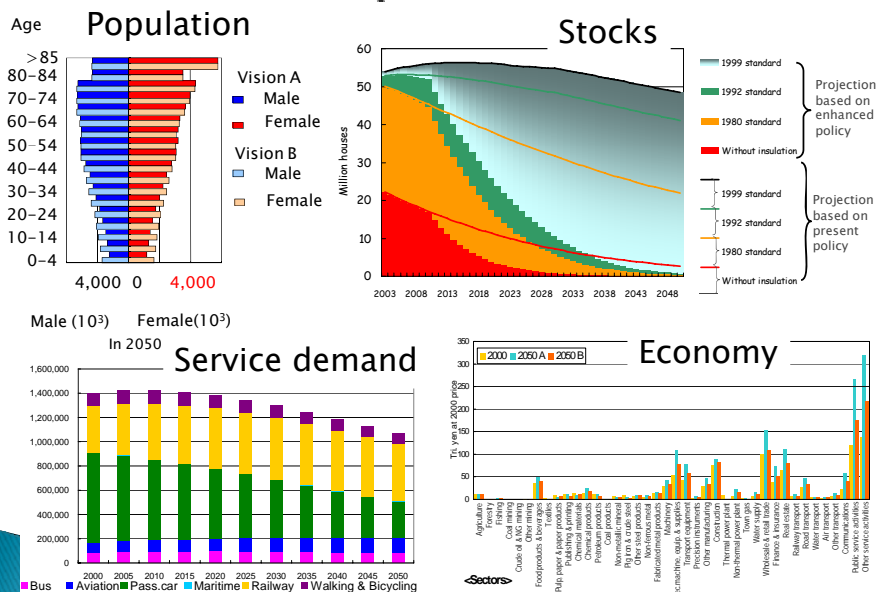 Population
Age
>85
80-84
70-74
60-64
50-54
40-44
30-34
20-24
10-14
0-4
4,000 0 4,000
Male (10³) Female(10³)
In 2050
Vision A
Male
Female
Vision B
Male
Female
Stocks
Million houses
60
50
40
30
20
10
0
2003 2008 2013 2018 2023 2028 2033 2038 2043 2048
1999 standard
1992 standard
1980 standard
Without insulation
Projection
based on
enhanced
policy
1999 standard
1992 standard
1980 standard
Without insulation
Projection
based on
present
policy
Service demand
1,600,000
1,400,000
1,200,000
1,000,000
800,000
600,000
400,000
200,000
0
2000 2005 2010 2015 2020 2025 2030 2035 2040 2045 2050
Bus Aviation Pass.car Maritime Railway Walking & Bicycling
Economy
Tri. yen at 2000 price
350
300
250
200
150
100
50
0
2000 2050 A 2050 B
Agriculture
Forestry
Fishing
Coal mining
Crude oil & NG mining
Other mining
Food products & beverages
Textiles
Pulp, paper & paper products
Publishing & printing
Chemical materials
Chemical products
Petroleum products
Coal products
Non-metallic mineral
Pig iron & crude steel
Other steel products
Non-ferrous metal
Fabricated metal products
Machinery
ec.machine, equip. & supplies
Transport equipment
Precision instruments
Other manufacturing
Construction
Thermal power plant
Non-thermal power plant
Town gas
Water supply
Wholesale & retail trade
Finance & insurance
Real estate
Railway transport
Road transport
Water transport
Air transport
Other transport
Communications
Public service activities
Other service activities
<Sectors>